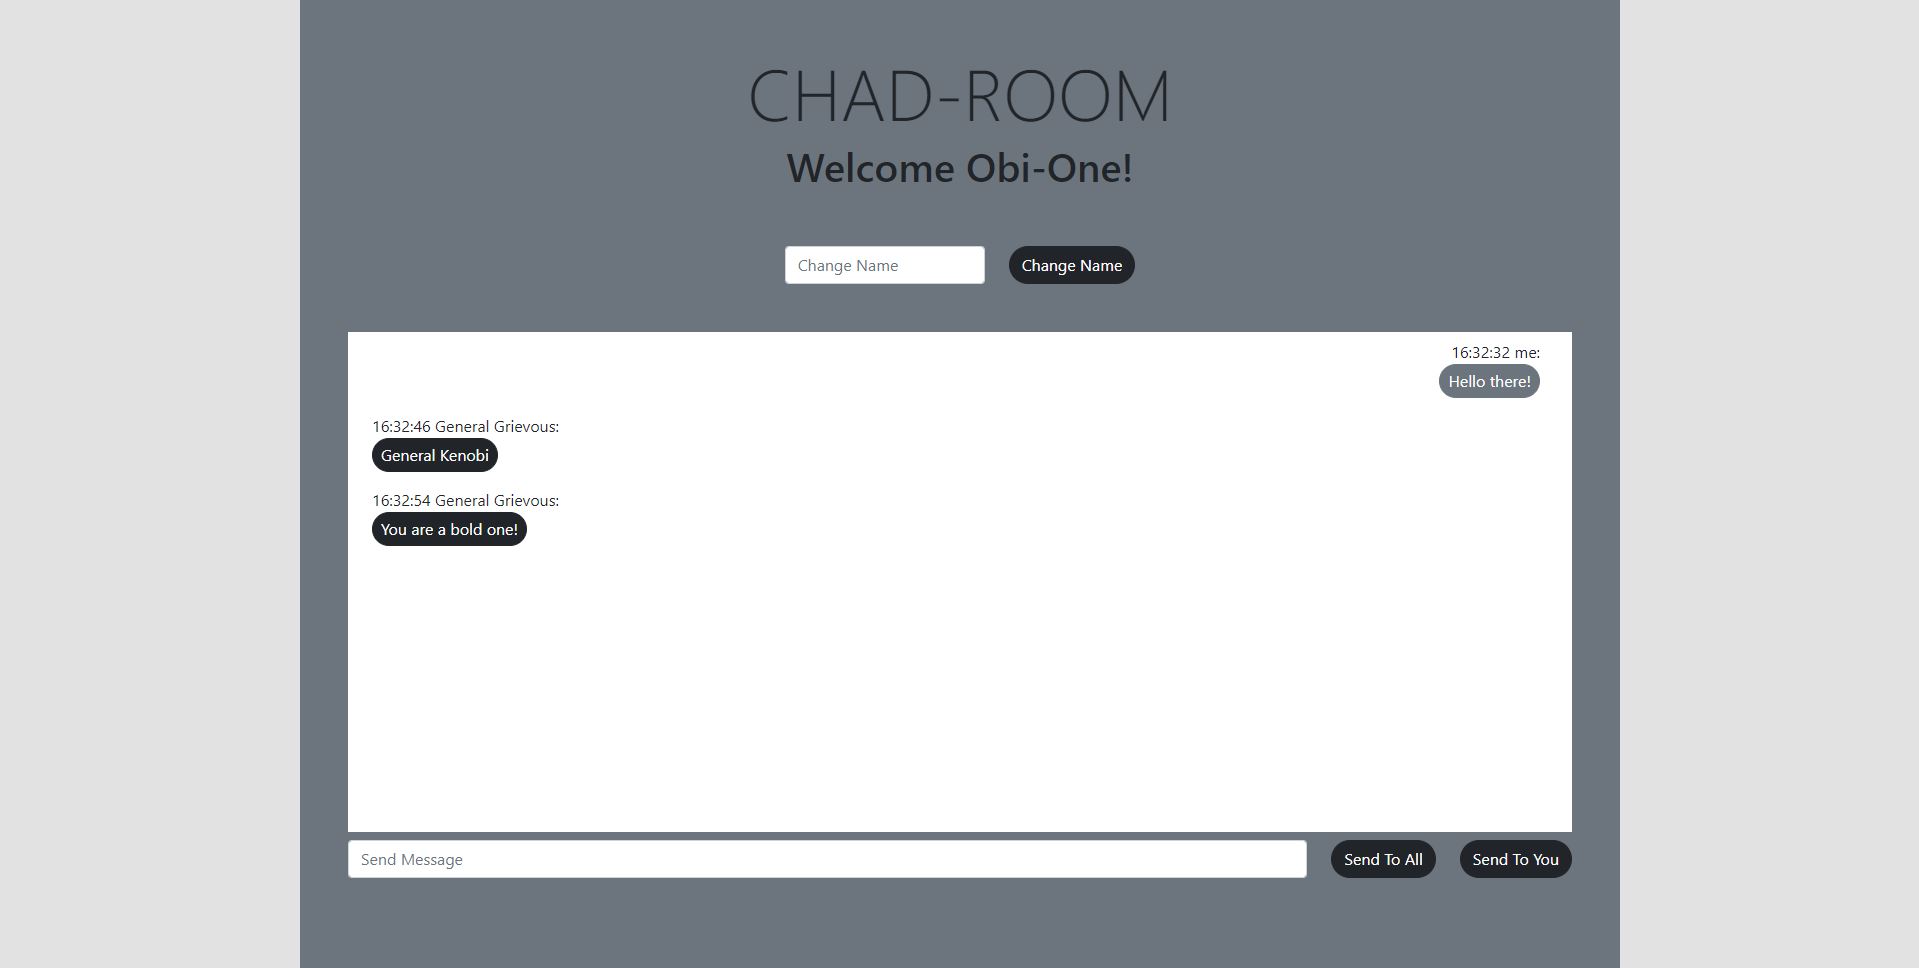 CHAD-ROOM
Welcome Obi-One!
Change Name
Change Name
16:32:32 me:
Hello there!
16:32:46 General Grievous:
General Kenobi
16:32:54 General Grievous:
You are a bold one!
Send Message
Send To All
Send To You